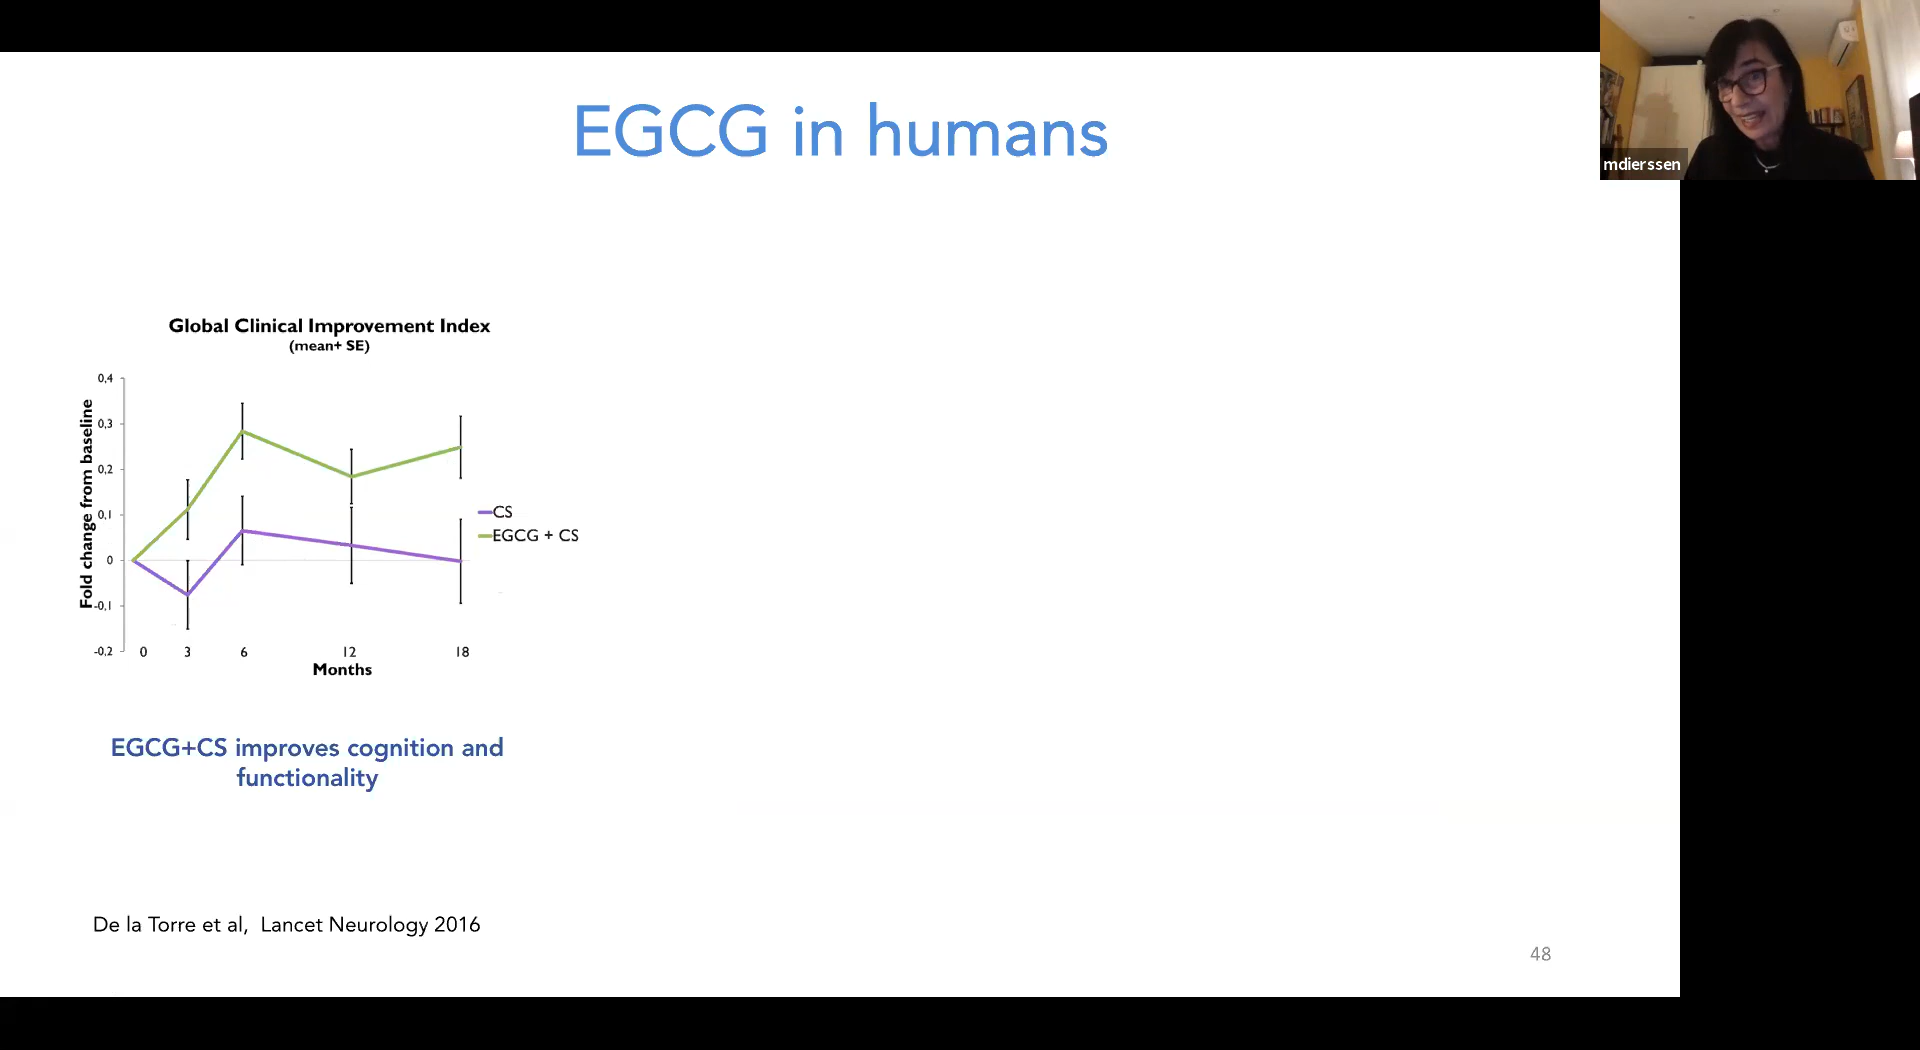 EGCG in humans
mdierssen
Global Clinical Improvement Index
(mean+ SE)
Fold change from baseline
0,4
0,3
0,2
0,1
0
-0,1
-0,2
0 3 6 12 18
Months
CS
EGCG + CS
EGCG+CS improves cognition and
functionality
De la Torre et al, Lancet Neurology 2016
48